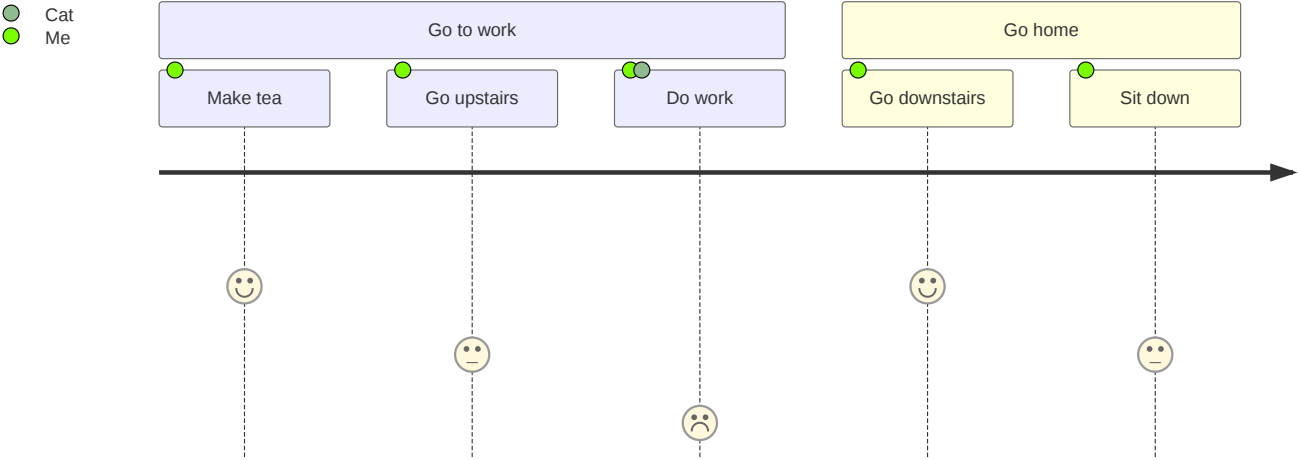 Cat
Me
Go to work
Go home
Make tea
Go upstairs
Do work
Go downstairs
Sit down